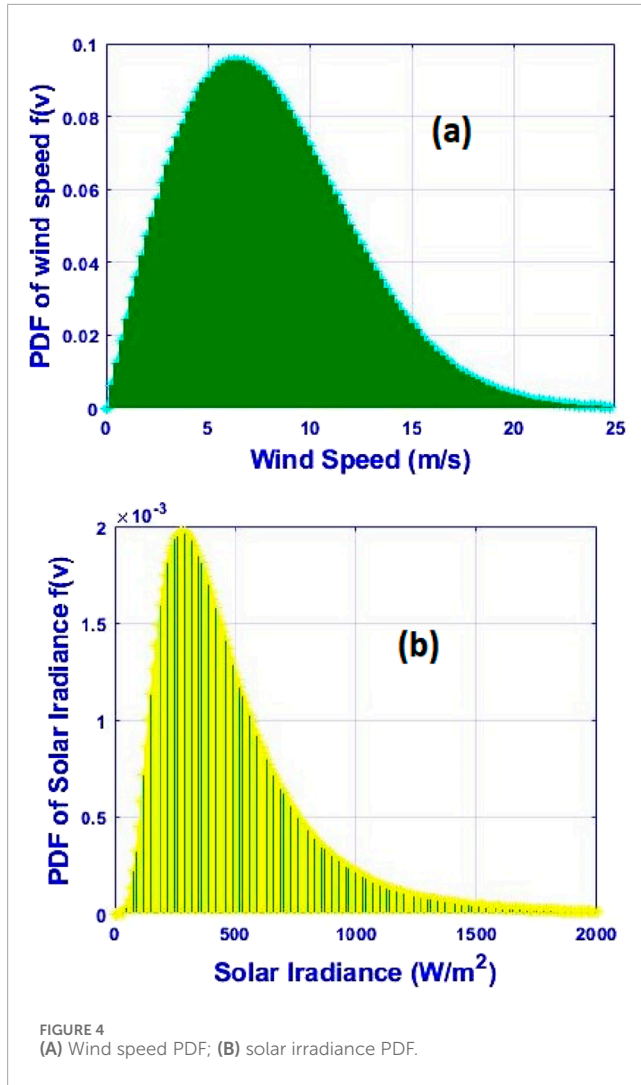 0.1
0.08
0.06
0.04
0.02
0
PDF of wind speed f(v)
(a)
0 5 10 15 20 25
Wind Speed (m/s)
2 ×10⁻³
1.5
1
0.5
0
PDF of Solar Irradiance f(v)
(b)
0 500 1000 1500 2000
Solar Irradiance (W/m²)
FIGURE 4
(A) Wind speed PDF; (B) solar irradiance PDF.